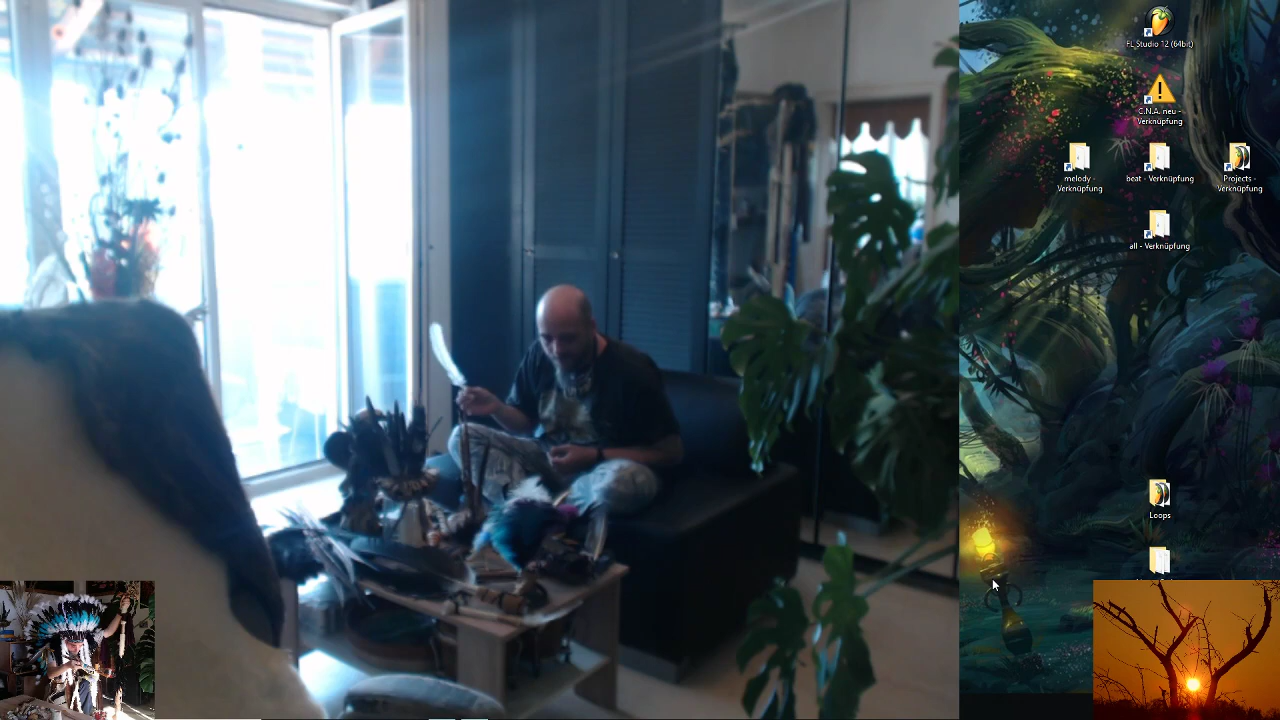 FL Studio 12 (64bit)
C.N.A. neu -
Verknüpfung
melody -
Verknüpfung
beat - Verknüpfung
Projects -
Verknüpfung
all - Verknüpfung
Loops